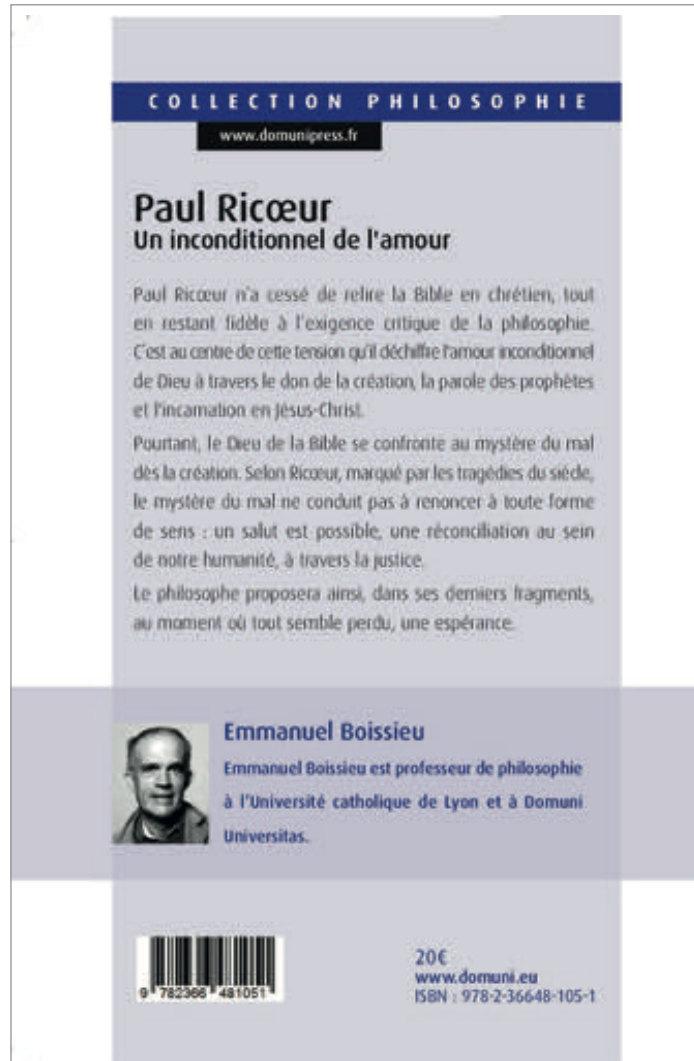 COLLECTION PHILOSOPHIE
www.domunipress.fr
Paul Ricœur
Un inconditionnel de l'amour
Paul Ricœur n'a cessé de relire la Bible en chrétien, tout
en restant fidèle à l'exigence critique de la philosophie.
C'est au centre de cette tension qu'il déchiffre l'amour inconditionnel
de Dieu à travers le don de la création, la parole des prophètes
et l'incarnation en Jésus-Christ.
Pourtant, le Dieu de la Bible se confronte au mystère du mal
dès la création. Selon Ricœur, marqué par les tragédies du siècle,
le mystère du mal ne conduit pas à renoncer à toute forme
de sens : un salut est possible, une réconciliation au sein
de notre humanité, à travers la justice.
Le philosophe proposera ainsi, dans ses derniers fragments,
au moment où tout semble perdu, une espérance.
Emmanuel Boissieu
Emmanuel Boissieu est professeur de philosophie
à l'Université catholique de Lyon et à Domuni
Universitas.
9 782366 481051
20€
www.domuni.eu
ISBN : 978-2-36648-105-1